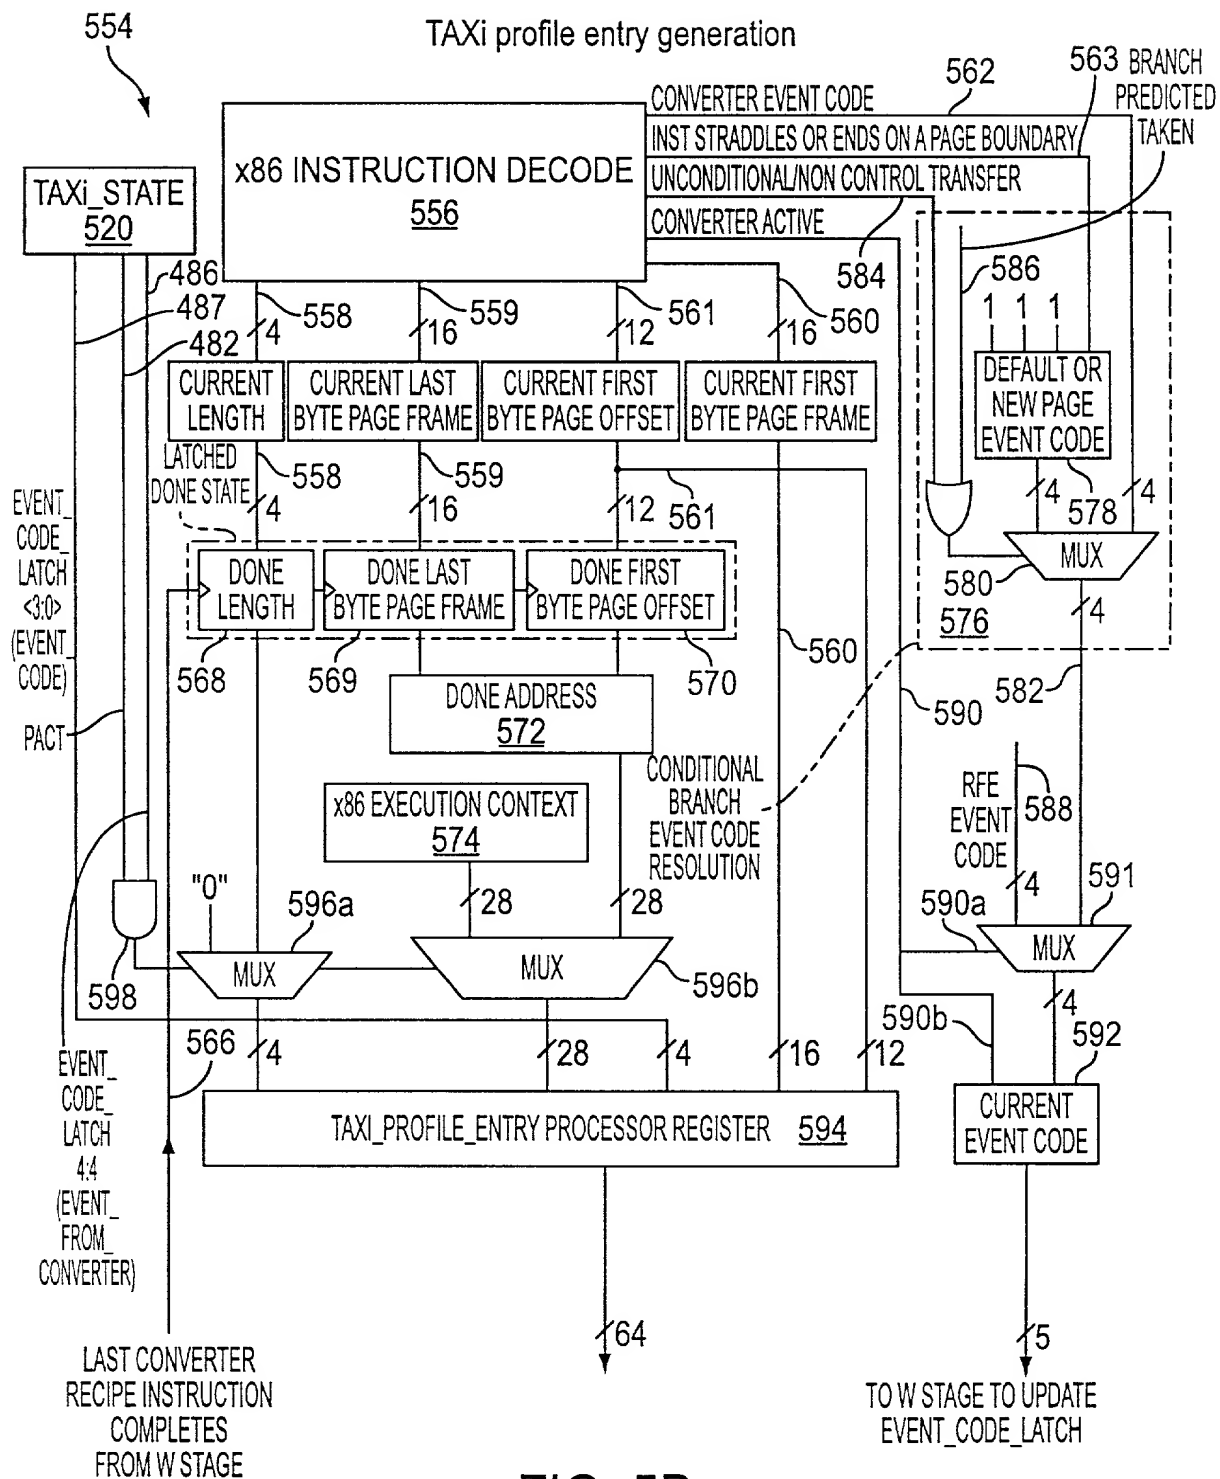 554
TAXi profile entry generation
562
563
BRANCH
PREDICTED
TAKEN
CONVERTER EVENT CODE
INST STRADDLES OR ENDS ON A PAGE BOUNDARY
UNCONDITIONAL/NON CONTROL TRANSFER
CONVERTER ACTIVE
584
x86 INSTRUCTION DECODE
556
TAXi_STATE
520
486
487
482
558
559
561
560
586
4
16
12
16
1 1 1
CURRENT
LENGTH
CURRENT LAST
BYTE PAGE FRAME
CURRENT FIRST
BYTE PAGE OFFSET
CURRENT FIRST
BYTE PAGE FRAME
DEFAULT OR
NEW PAGE
EVENT CODE
LATCHED
DONE STATE
558
559
561
4
16
12
4
578
4
MUX
580
4
576
EVENT_
CODE_
LATCH
<3:0>
(EVENT_
CODE)
DONE
LENGTH
DONE LAST
BYTE PAGE FRAME
DONE FIRST
BYTE PAGE OFFSET
568
569
570
560
582
590
PACT
DONE ADDRESS
572
x86 EXECUTION CONTEXT
574
CONDITIONAL
BRANCH
EVENT CODE
RESOLUTION
RFE
EVENT
CODE
588
4
"0"
596a
28
28
590a
591
MUX
MUX
MUX
596b
598
4
590b
592
566
4
28
4
16
12
EVENT_
CODE_
LATCH
4:4
(EVENT_
FROM_
CONVERTER)
TAXI_PROFILE_ENTRY PROCESSOR REGISTER 594
CURRENT
EVENT CODE
64
5
LAST CONVERTER
RECIPE INSTRUCTION
COMPLETES
FROM W STAGE
TO W STAGE TO UPDATE
EVENT_CODE_LATCH